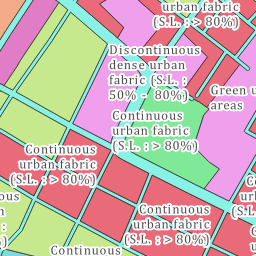 urban fabric
(S.L. : > 80%)
Discontinuous
dense urban
fabric (S.L. :
50% - 80%)
Green u
areas
Continuous
urban fabric
(S.L. : > 80%)
Continuous
urban fabric
(S.L. : > 80%)
Continuous
urban fabric
(S.L. : > 80%)
Continuous